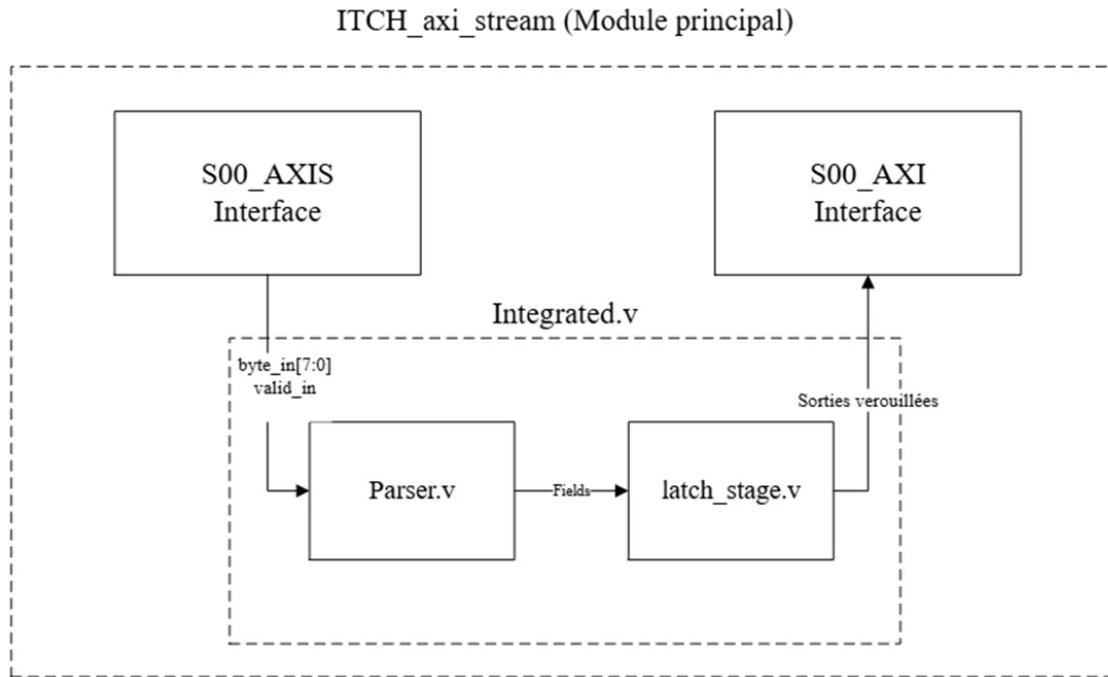 ITCH_axi_stream (Module principal)
S00_AXIS
Interface
S00_AXI
Interface
Integrated.v
byte_in[7:0]
valid_in
Sorties verouillées
Parser.v
Fields
latch_stage.v